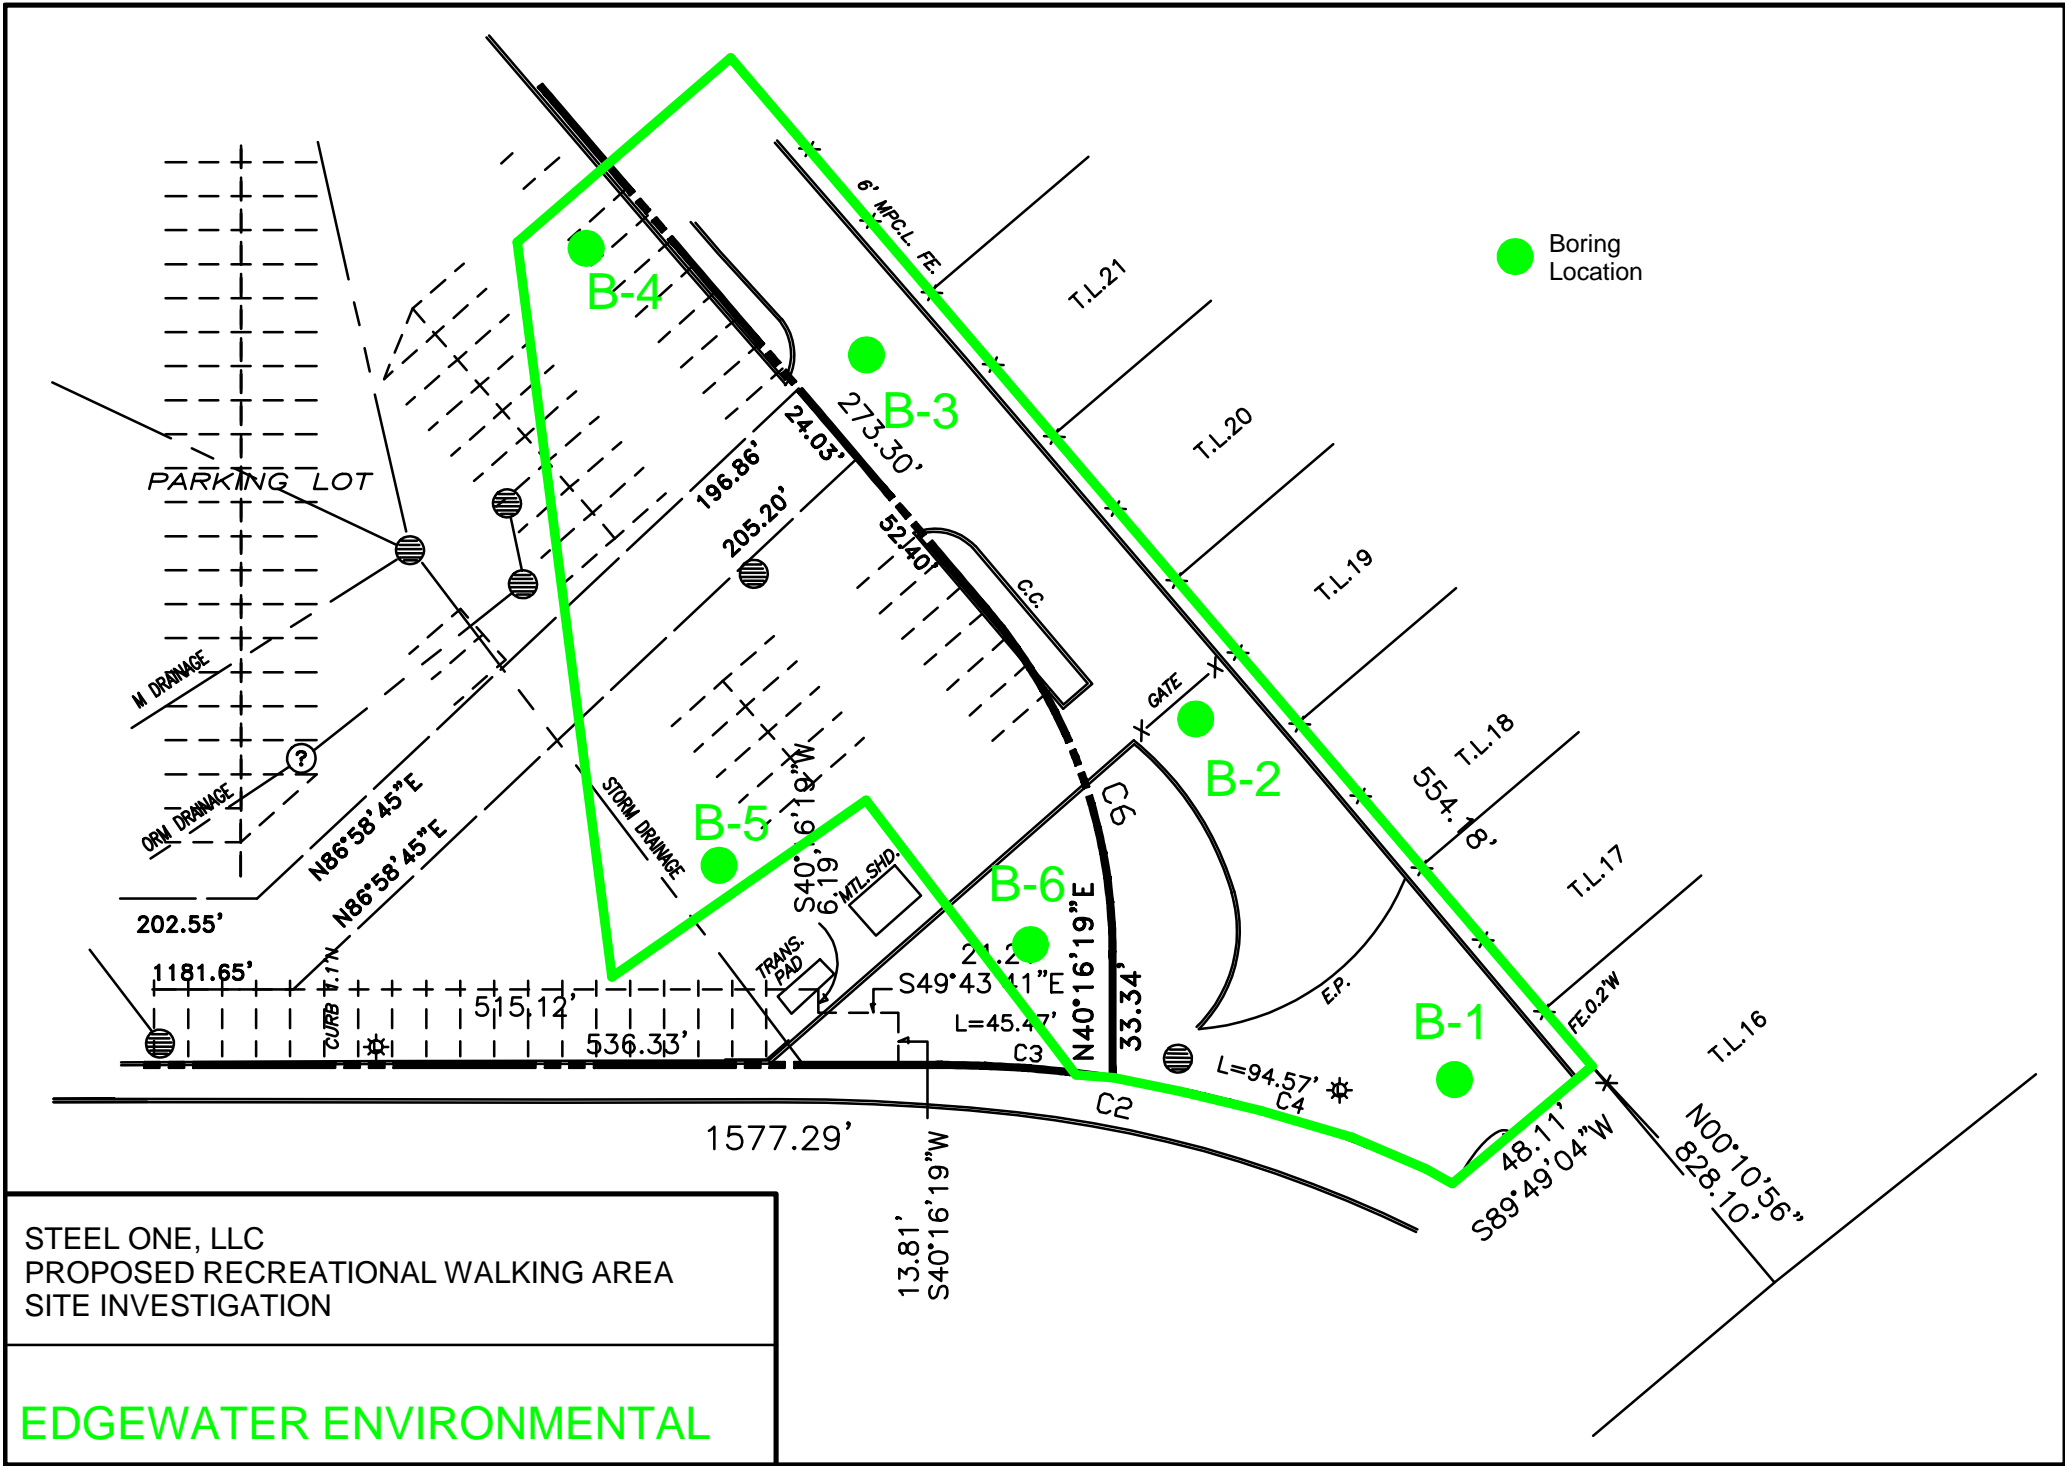 6' MPC.L. FE.
Boring
Location
T.L.21
B-4
B-3
273.30'
24.03'
T.L.20
196.86'
PARKING LOT
205.20'
52.40'
T.L.19
C.C.
M DRAINAGE
GATE
B-2
T.L.18
554.18'
?
ORM DRAINAGE
N86°58'45"E
N86°58'45"E
STORM DRAINAGE
C6
B-5
S40°16'19"W
6.19'
MTL.SHD.
B-6
T.L.17
202.55'
1181.65'
CURB 1.1'N
TRANS.
PAD
S49°43'41"E
N40°16'19"E
33.34'
E.P.
FE.0.2'W
B-1
T.L.16
515.12'
536.33'
L=45.47'
C3
L=94.57'
C4
C2
1577.29'
48.11'
S89°49'04"W
N00°10'56"
828.10'
13.81'
S40°16'19"W
STEEL ONE, LLC
PROPOSED RECREATIONAL WALKING AREA
SITE INVESTIGATION
EDGEWATER ENVIRONMENTAL